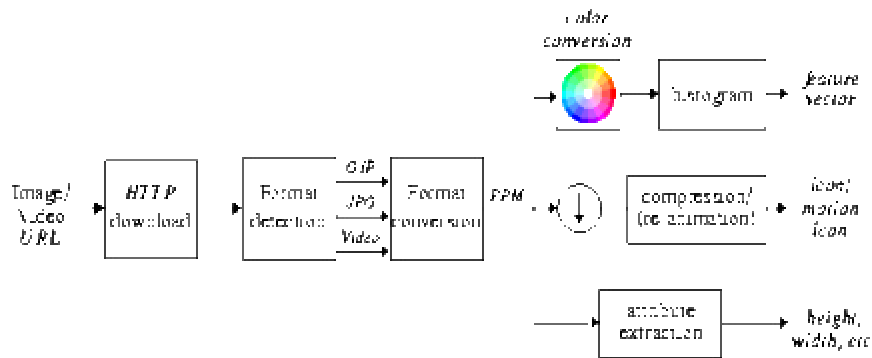 color
conversion
histogram
feature
vector
Image/
Video
URL
HTTP
download
Format
detection
GIF
JPG
Video
Format
conversion
PPM
compression/
(re-animation)
icon/
motion
icon
attribute
extraction
height,
width, etc